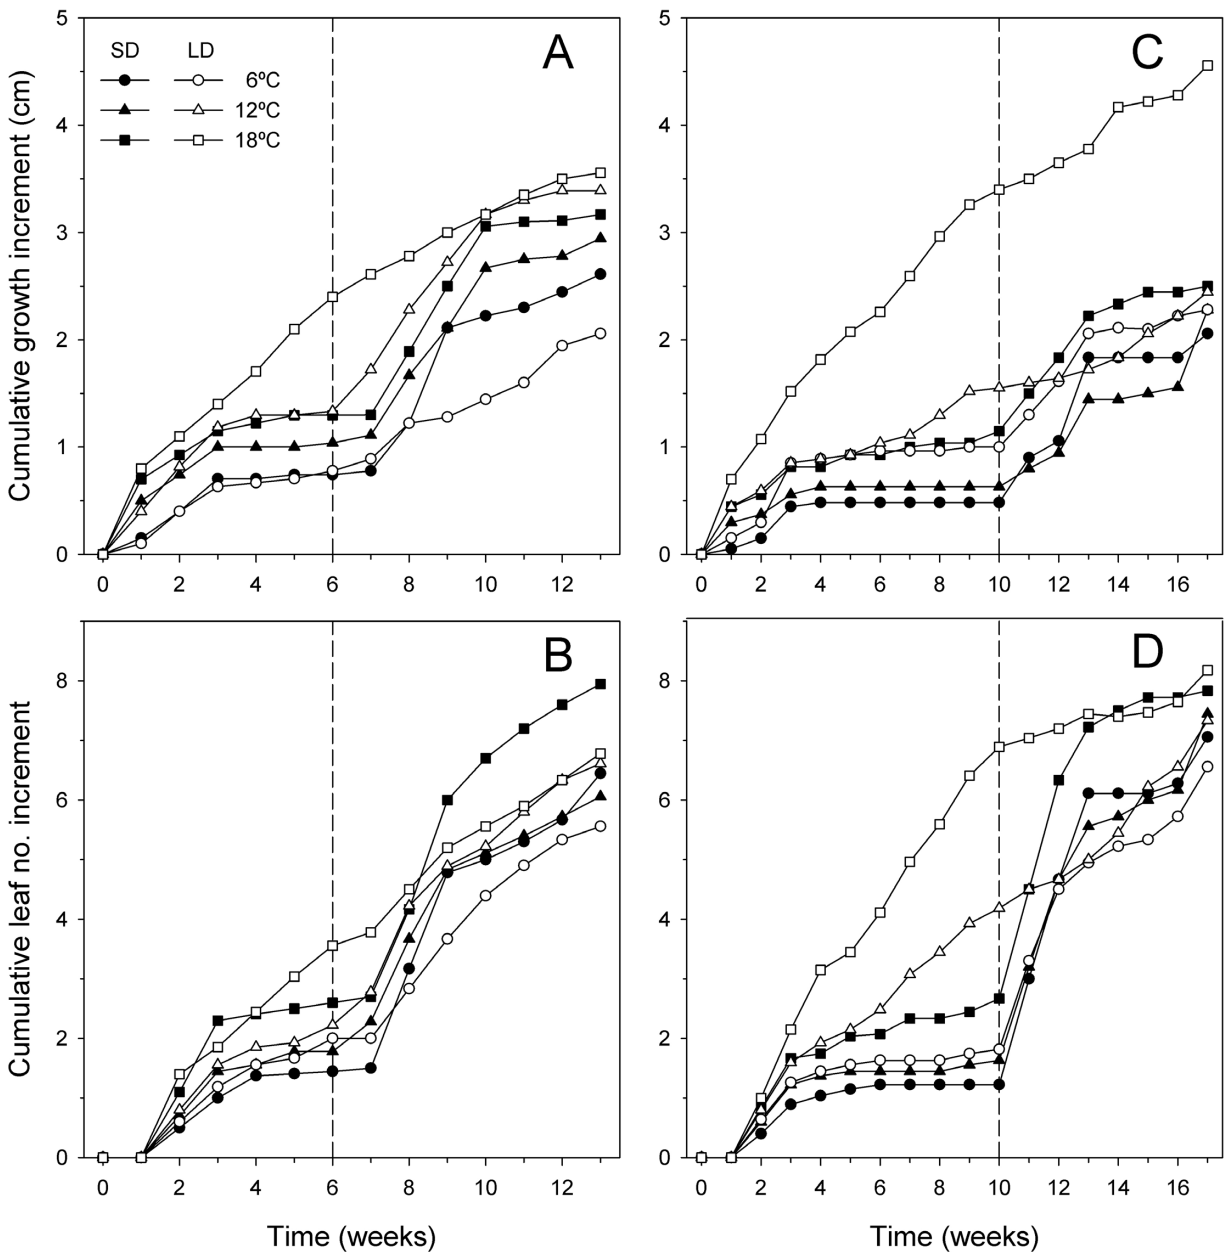 5
4
3
2
1
0
Cumulative growth increment (cm)
SD LD
6ºC
12ºC
18ºC
A
0 2 4 6 8 10 12
5
4
3
2
1
0
C
0 2 4 6 8 10 12 14 16
8
6
4
2
0
Cumulative leaf no. increment
B
0 2 4 6 8 10 12
Time (weeks)
8
6
4
2
0
D
0 2 4 6 8 10 12 14 16
Time (weeks)